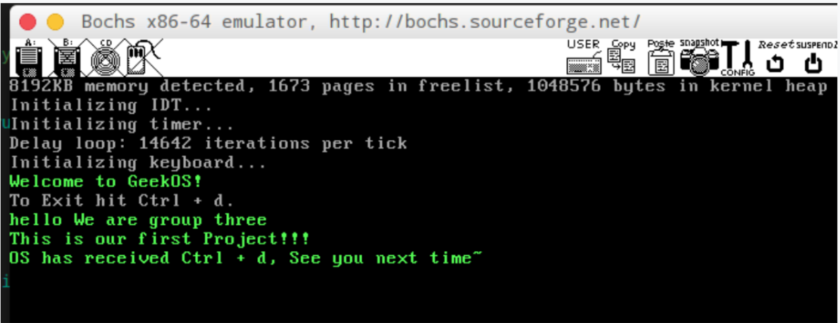 Bochs x86-64 emulator, http://bochs.sourceforge.net/
A: B: CD USER Copy Paste snapshot CONFIG Reset SUSPEND
8192KB memory detected, 1673 pages in freelist, 1048576 bytes in kernel heap
Initializing IDT...
Initializing timer...
Delay loop: 14642 iterations per tick
Initializing keyboard...
Welcome to GeekOS!
To Exit hit Ctrl + d.
hello We are group three
This is our first Project!!!
OS has received Ctrl + d, See you next time~